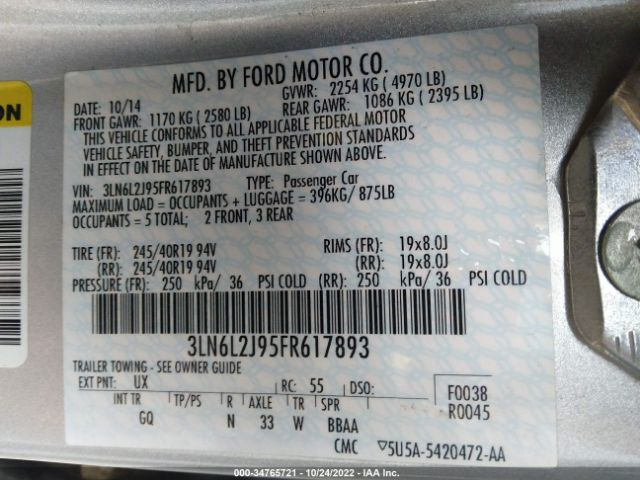 ON
MFD. BY FORD MOTOR CO.
DATE: 10/14 GVWR: 2254 KG ( 4970 LB)
FRONT GAWR: 1170 KG ( 2580 LB) REAR GAWR: 1086 KG ( 2395 LB)
THIS VEHICLE CONFORMS TO ALL APPLICABLE FEDERAL MOTOR
VEHICLE SAFETY, BUMPER, AND THEFT PREVENTION STANDARDS
IN EFFECT ON THE DATE OF MANUFACTURE SHOWN ABOVE.
VIN: 3LN6L2J95FR617893 TYPE: Passenger Car
MAXIMUM LOAD = OCCUPANTS + LUGGAGE = 396KG/ 875LB
OCCUPANTS = 5 TOTAL; 2 FRONT, 3 REAR
TIRE (FR): 245/40R19 94V RIMS (FR): 19x8.0J
(RR): 245/40R19 94V (RR): 19x8.0J
PRESSURE (FR): 250 kPa/ 36 PSI COLD (RR): 250 kPa/ 36 PSI COLD
3LN6L2J95FR617893
TRAILER TOWING - SEE OWNER GUIDE
EXT PNT: UX RC: 55 DSO: F0038
INT TR TP/PS R AXLE TR SPR R0045
GQ N 33 W BBAA
CMC ▽5U5A-5420472-AA
000-34765721 - 10/24/2022 - IAA Inc.